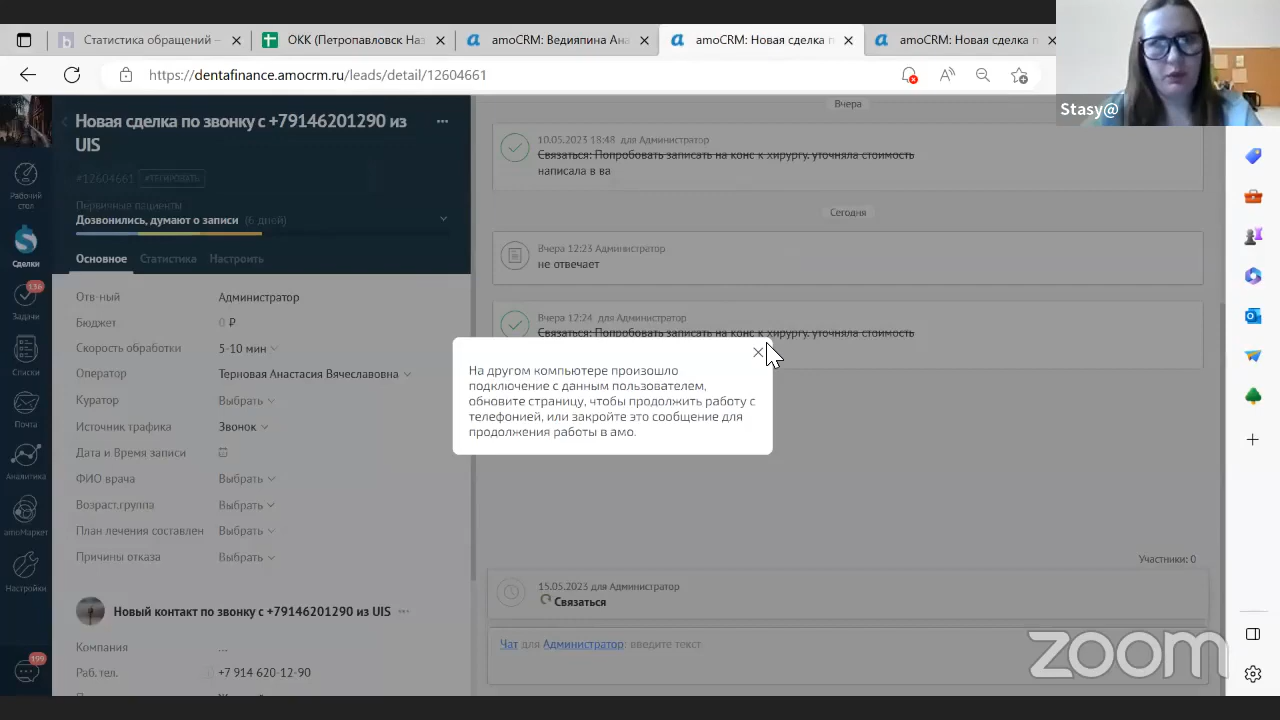 Статистика обращений –
ОКК (Петропавловск Наз
amoCRM: Ведияпина Ана
amoCRM: Новая сделка п
amoCRM: Новая сделка п
https://dentafinance.amocrm.ru/leads/detail/12604661
Stasy@
Новая сделка по звонку с +79146201290 из
UIS
#12604661
#ТЕГИРОВАТЬ
Первичные пациенты
Дозвонились, думают о записи (6 дней)
Основное Статистика Настроить
Рабочий
стол
Сделки
136
Задачи
Списки
Почта
Аналитика
amoМаркет
Настройки
199
Отв-ный Администратор
Бюджет 0 ₽
Скорость обработки 5-10 мин
Оператор Терновая Анастасия Вячеславовна
Куратор Выбрать
Источник трафика Звонок
Дата и Время записи
ФИО врача Выбрать
Возраст.группа Выбрать
План лечения составлен Выбрать
Причины отказа Выбрать
Новый контакт по звонку с +79146201290 из UIS
Компания ...
Раб. тел. +7 914 620-12-90
Вчера
10.05.2023 18:48 для Администратор
Связаться: Попробовать записать на конс к хирургу. уточняла стоимость
написала в ва
Сегодня
Вчера 12:23 Администратор
не отвечает
Вчера 12:24 для Администратор
Связаться: Попробовать записать на конс к хирургу. уточняла стоимость
На другом компьютере произошло
подключение с данным пользователем,
обновите страницу, чтобы продолжить работу с
телефонией, или закройте это сообщение для
продолжения работы в амо.
Участники: 0
15.05.2023 для Администратор
Связаться
Чат для Администратор: введите текст
zoom